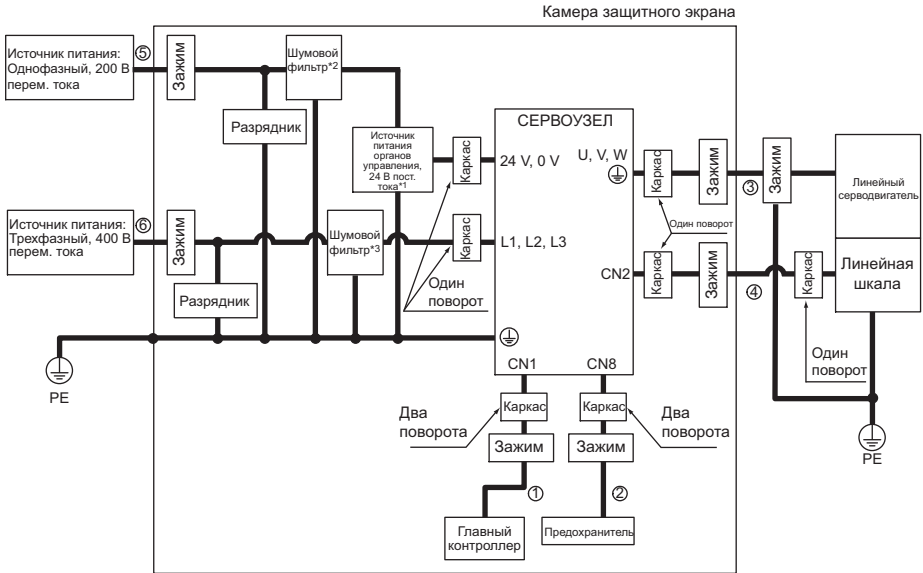 Камера защитного экрана
Источник питания:
Однофазный, 200 В
перем. тока
⑤
Зажим
Шумовой
фильтр*2
Разрядник
Источник
питания
органов
управления,
24 В пост.
тока*1
Каркас
СЕРВОУЗЕЛ
24 V, 0 V
U, V, W
Каркас
Зажим
③
Зажим
Линейный
серводвигатель
Один поворот
Источник питания:
Трехфазный, 400 В
перем. тока
⑥
Зажим
Шумовой
фильтр*3
Каркас
L1, L2, L3
CN2
Каркас
Зажим
④
Каркас
Линейная
шкала
Разрядник
Один
поворот
Один
поворот
PE
CN1
CN8
Два
поворота
Каркас
Каркас
Два
поворота
Зажим
Зажим
PE
①
②
Главный
контроллер
Предохранитель